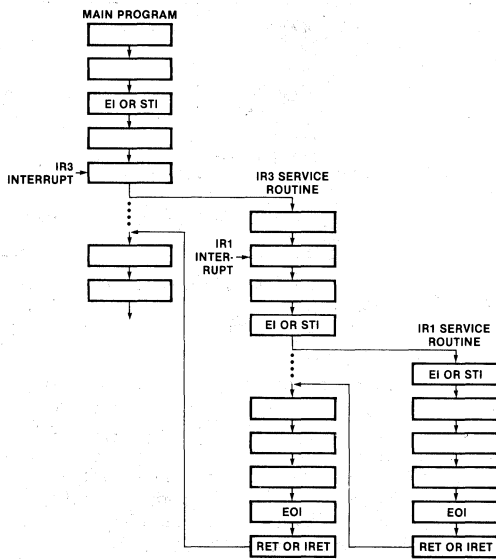 MAIN PROGRAM
EI OR STI
IR3
INTERRUPT
IR3 SERVICE
ROUTINE
IR1
INTER-
RUPT
EI OR STI
IR1 SERVICE
ROUTINE
EI OR STI
EOI
EOI
RET OR IRET
RET OR IRET